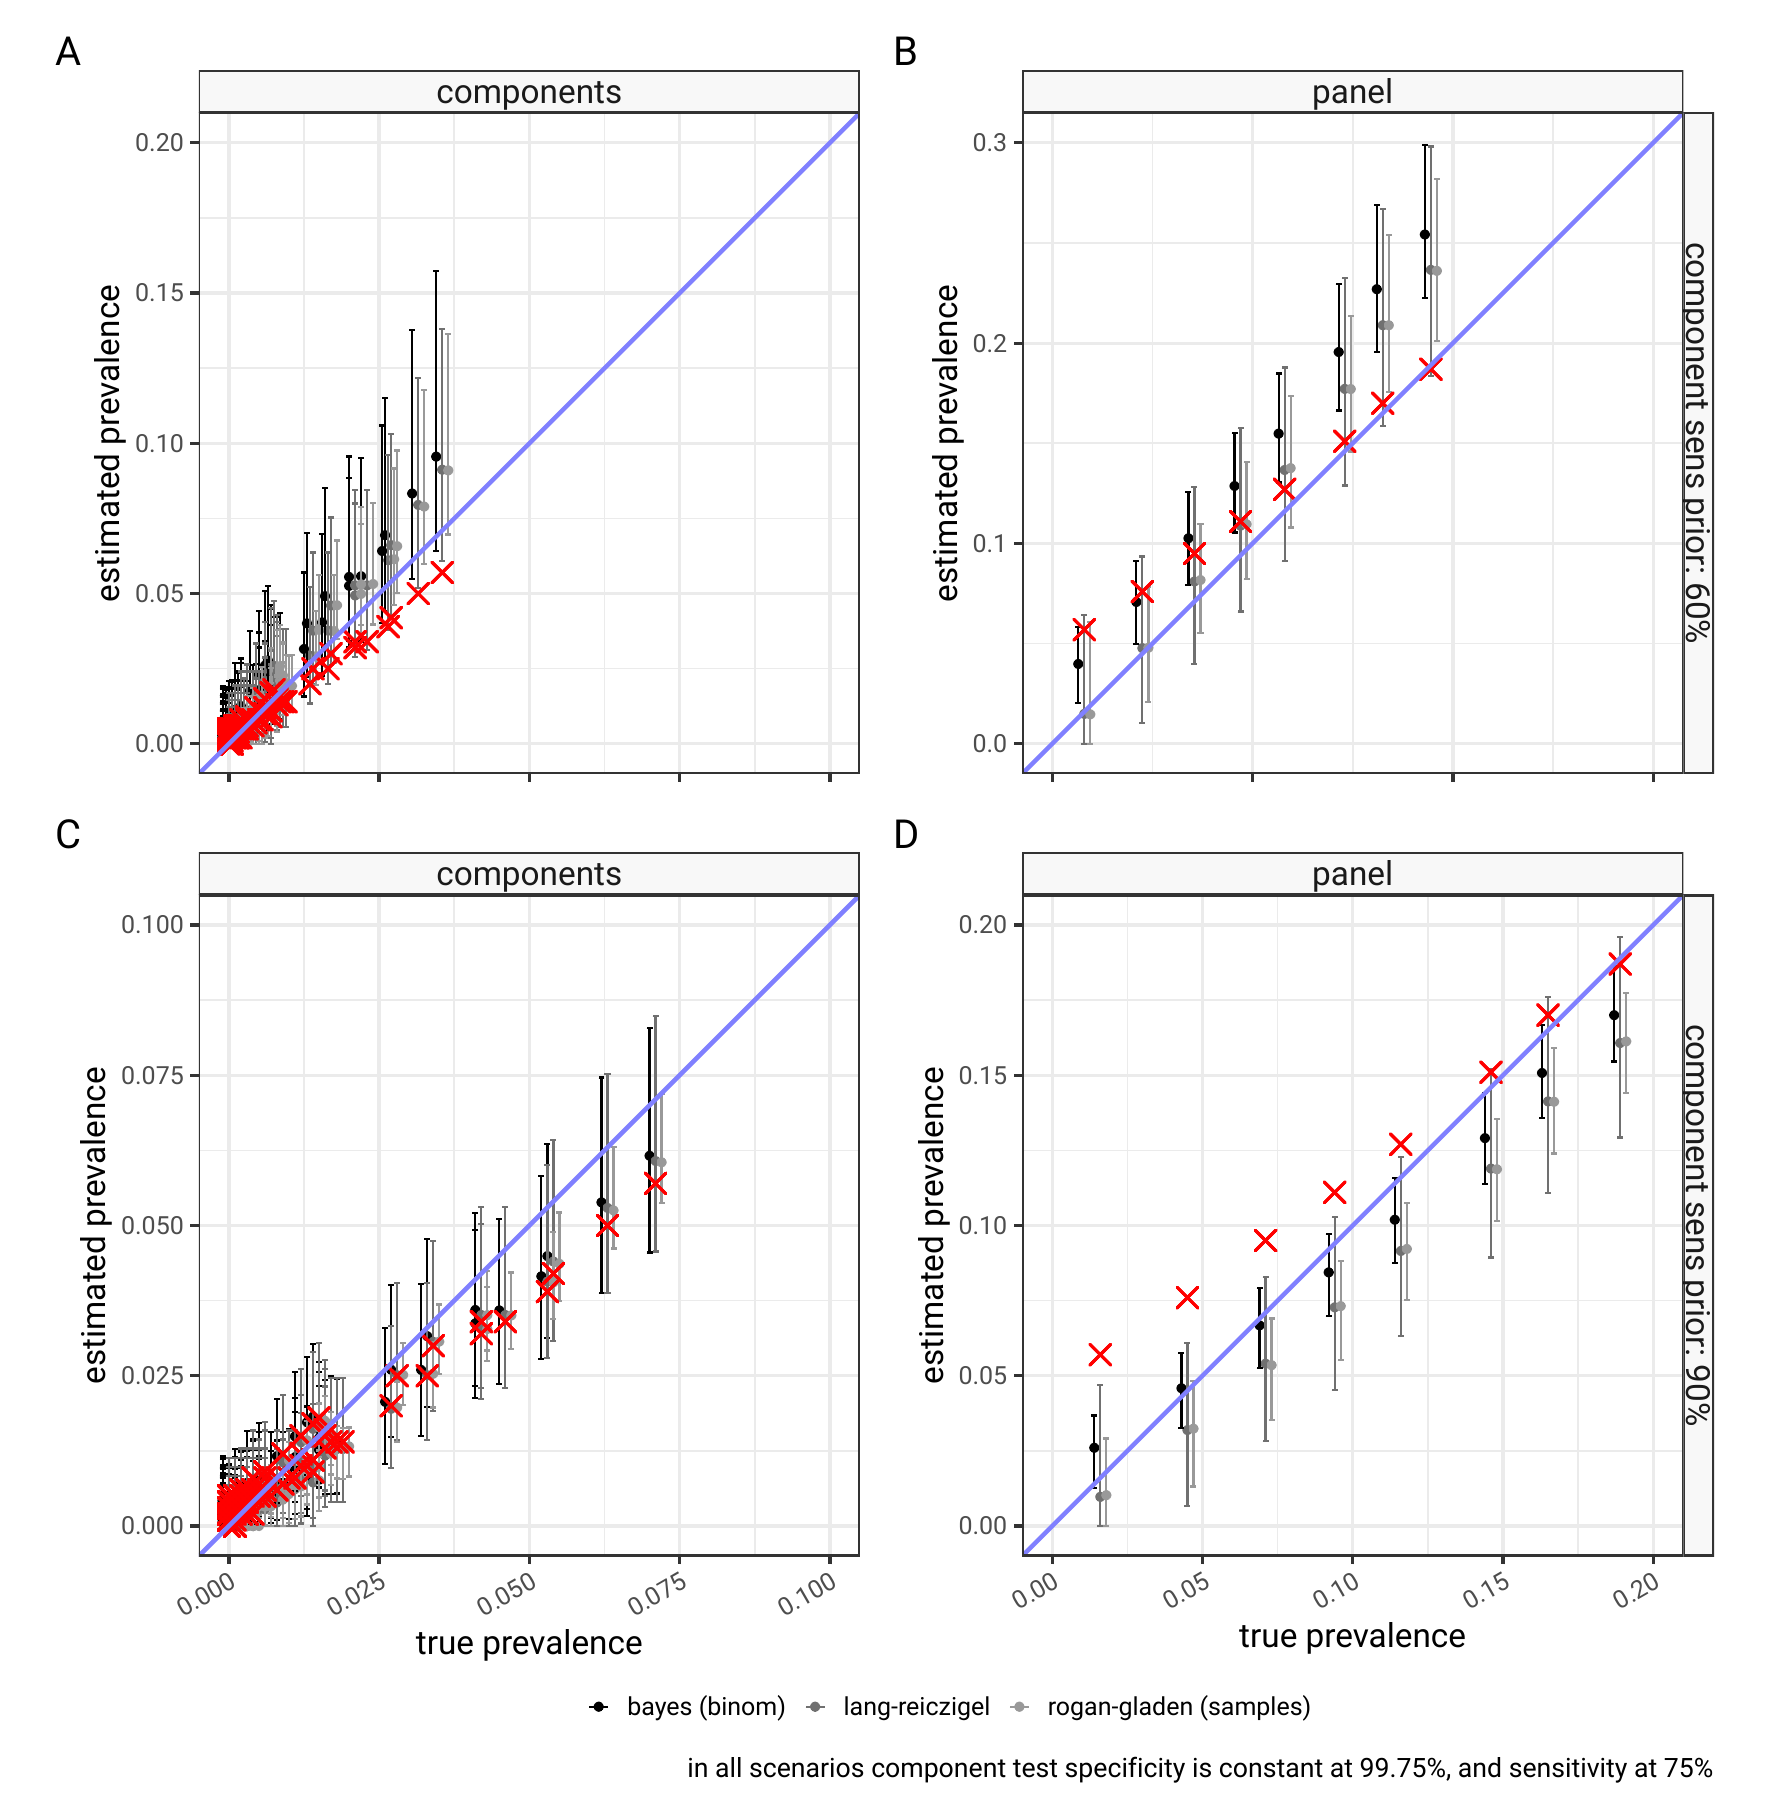 A
B
components
panel
0.20
0.15
0.10
0.05
0.00
estimated prevalence
0.3
0.2
0.1
0.0
estimated prevalence
component sens prior: 60%
C
D
components
panel
0.100
0.075
0.050
0.025
0.000
estimated prevalence
0.20
0.15
0.10
0.05
0.00
estimated prevalence
component sens prior: 90%
0.000
0.025
0.050
0.075
0.100
true prevalence
0.00
0.05
0.10
0.15
0.20
true prevalence
bayes (binom)
lang-reiczigel
rogan-gladen (samples)
in all scenarios component test specificity is constant at 99.75%, and sensitivity at 75%